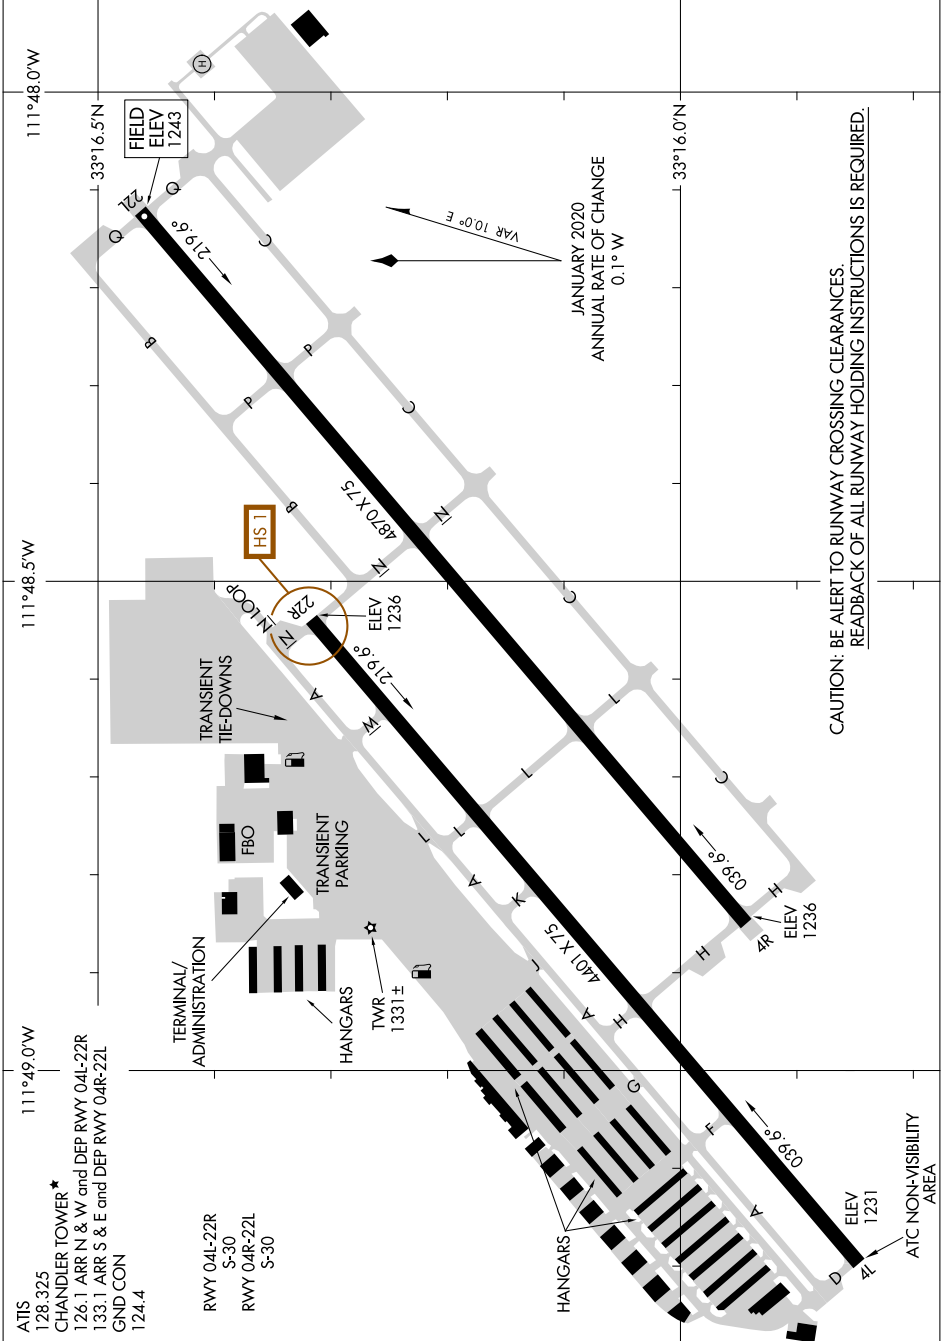 ATIS
128.325
CHANDLER TOWER★
126.1 ARR N & W and DEP RWY 04L-22R
133.1 ARR S & E and DEP RWY 04R-22L
GND CON
124.4
RWY 04L-22R
S-30
RWY 04R-22L
S-30
111°49.0'W
111°48.5'W
111°48.0'W
33°16.5'N
33°16.0'N
FIELD
ELEV
1243
22L
219.6°
Q
Q
C
B
P
P
C
B
HS 1
4870 X 75
N
N
N LOOP
N
22R
ELEV
1236
219.6°
A
M
TRANSIENT
TIE-DOWNS
FBO
TRANSIENT
PARKING
TERMINAL/
ADMINISTRATION
HANGARS
TWR
1331±
C
L
L
L
L
A
K
J
4401 X 75
A
H
H
H
C
039.6°
ELEV
1236
4R
G
F
A
039.6°
ELEV
1231
D
4L
ATC NON-VISIBILITY
AREA
HANGARS
H
VAR 10.0° E
JANUARY 2020
ANNUAL RATE OF CHANGE
0.1° W
CAUTION: BE ALERT TO RUNWAY CROSSING CLEARANCES.
READBACK OF ALL RUNWAY HOLDING INSTRUCTIONS IS REQUIRED.